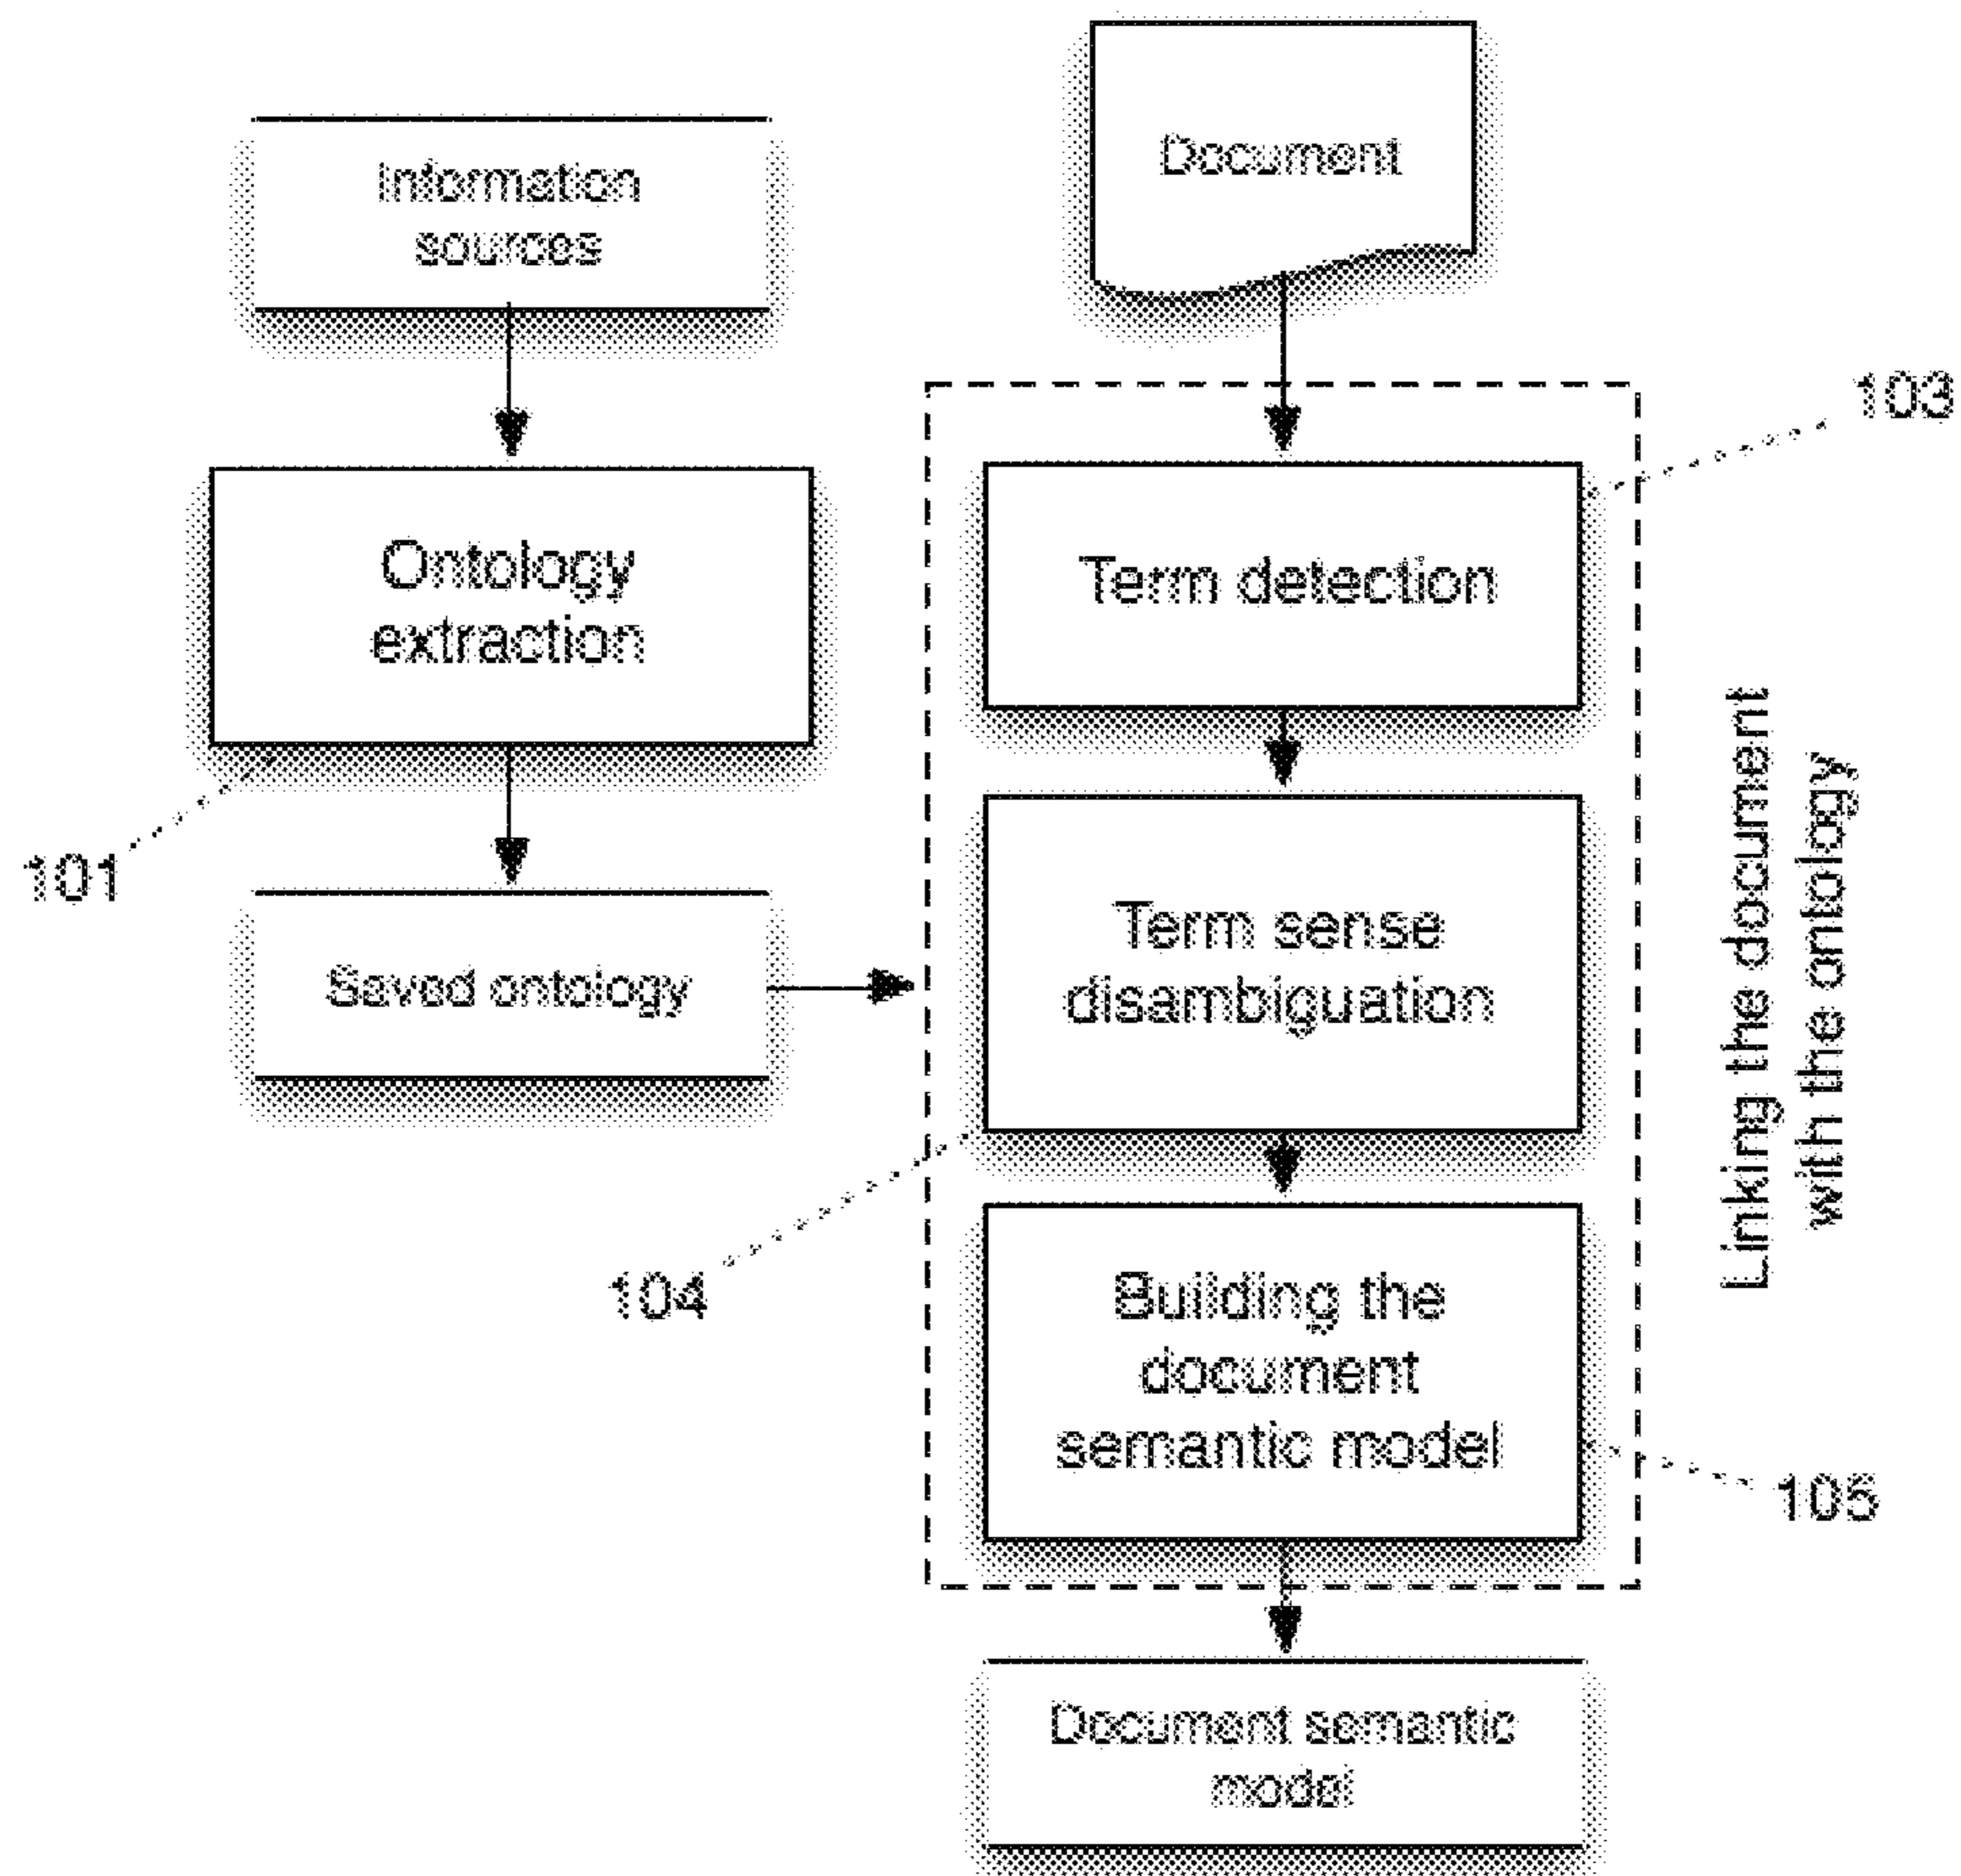 Information
sources
Document
103
Ontology
extraction
Term detection
101
Saved ontology
Term sense
disambiguation
Linking the document
with the ontology
104
Building the
document
semantic model
105
Document semantic
model